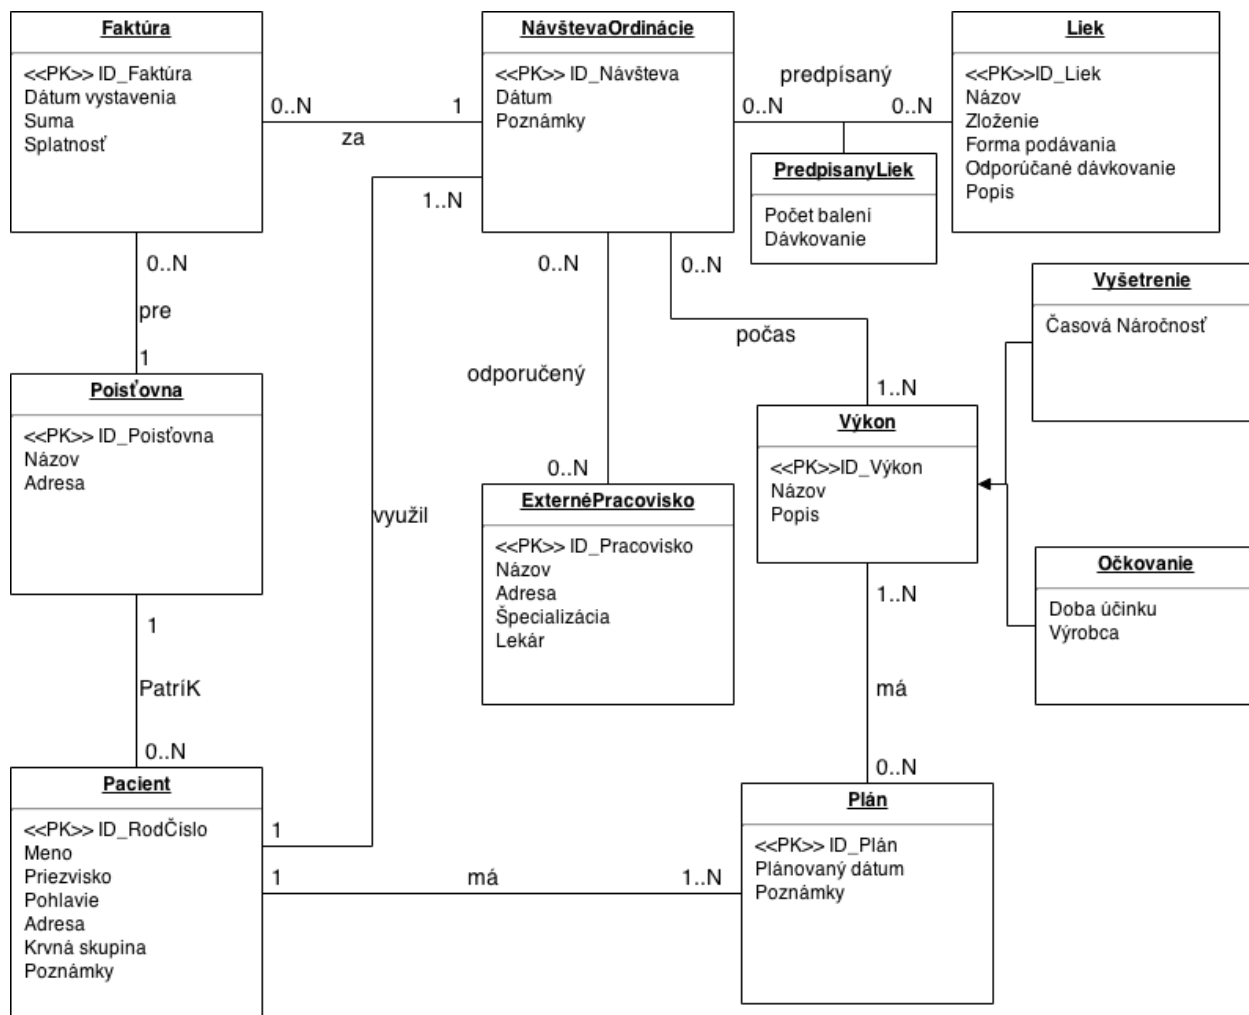 Faktúra
<<PK>> ID_Faktúra
Dátum vystavenia
Suma
Splatnosť
0..N
1
za
NávštevaOrdinácie
<<PK>> ID_Návšteva
Dátum
Poznámky
predpísaný
0..N
0..N
Liek
<<PK>>ID_Liek
Názov
Zloženie
Forma podávania
Odporúčané dávkovanie
Popis
PredpisanyLiek
Počet balení
Dávkovanie
1..N
0..N
pre
1
0..N
0..N
odporučený
0..N
počas
1..N
Vyšetrenie
Časová Náročnosť
Poisťovna
<<PK>> ID_Poisťovna
Názov
Adresa
využil
ExternéPracovisko
<<PK>> ID_Pracovisko
Názov
Adresa
Špecializácia
Lekár
Výkon
<<PK>>ID_Výkon
Názov
Popis
Očkovanie
Doba účinku
Výrobca
1
PatríK
0..N
1..N
má
0..N
Pacient
<<PK>> ID_RodČíslo
Meno
Priezvisko
Pohlavie
Adresa
Krvná skupina
Poznámky
1
1
má
1..N
Plán
<<PK>> ID_Plán
Plánovaný dátum
Poznámky